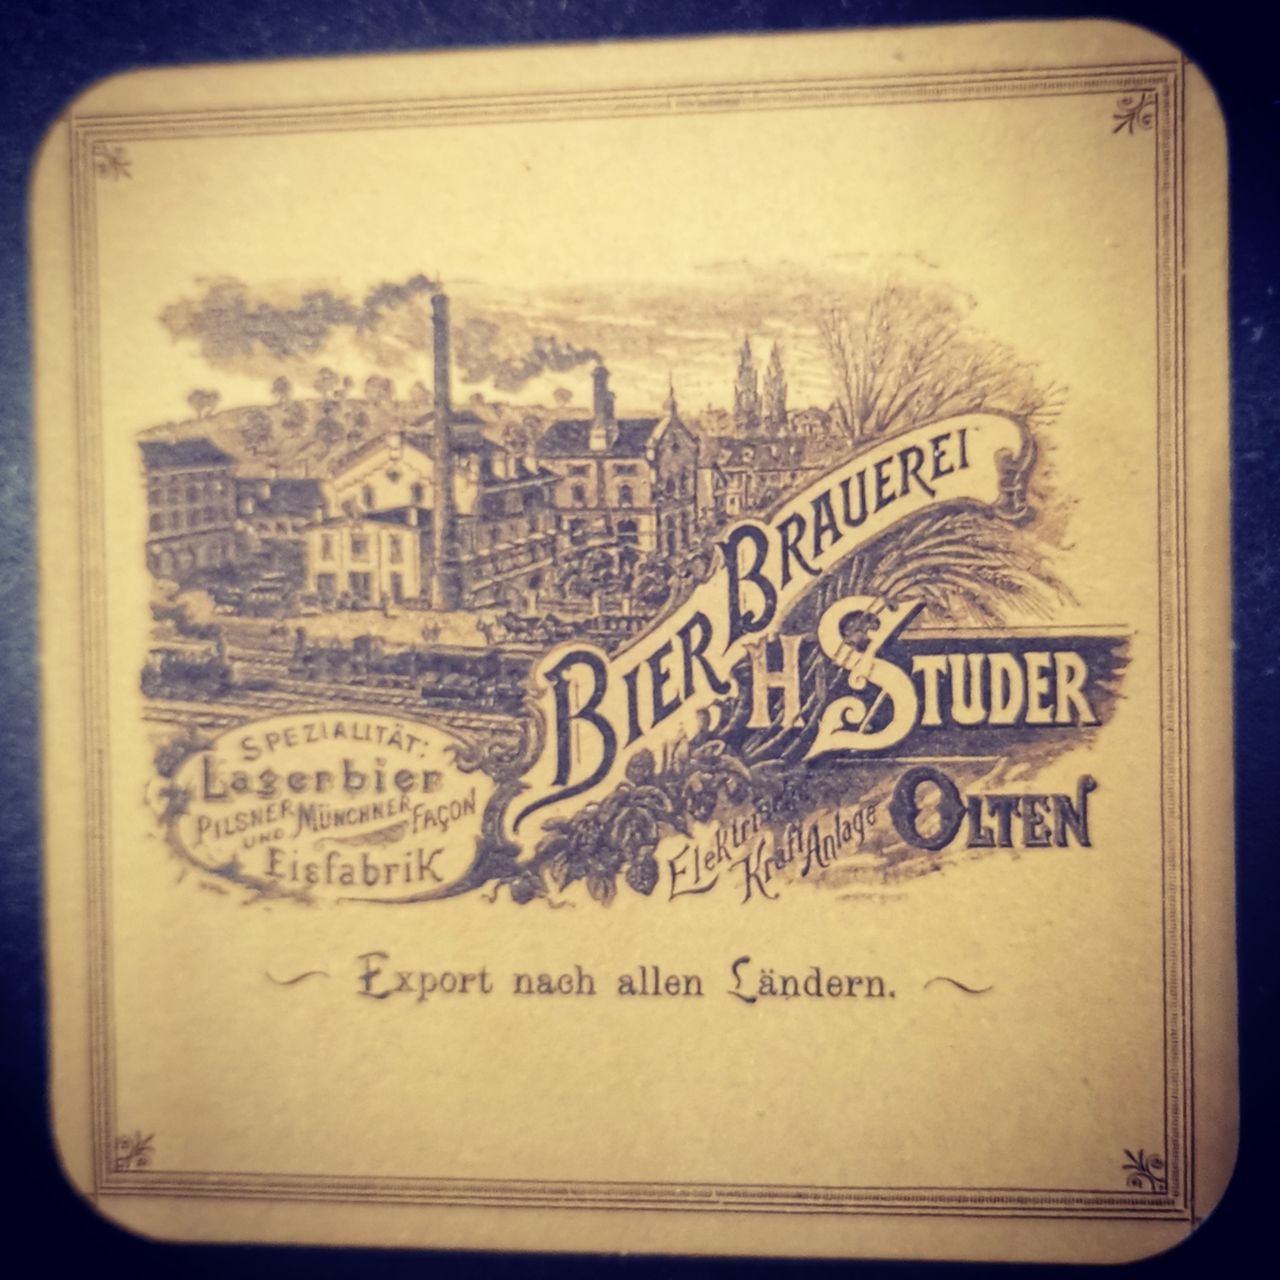 BIER BRAUEREI
H STUDER
OLTEN
Elektrische
Kraft Anlage
SPEZIALITÄT:
Lagerbier
PILSNER UND MÜNCHNER FAÇON
Eisfabrik
Export nach allen Ländern.